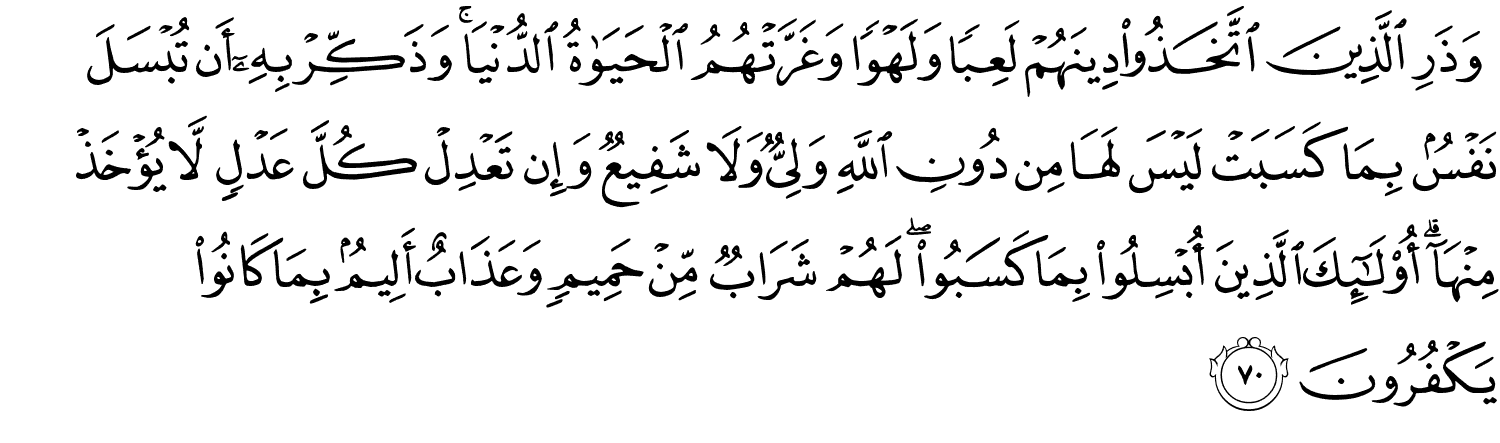 وَذَرِ ٱلَّذِينَ ٱتَّخَذُوا۟ دِينَهُمْ لَعِبًا وَلَهْوًا وَغَرَّتْهُمُ ٱلْحَيَوٰةُ ٱلدُّنْيَا ۚ وَذَكِّرْ بِهِۦٓ أَن تُبْسَلَ
نَفْسٌۢ بِمَا كَسَبَتْ لَيْسَ لَهَا مِن دُونِ ٱللَّهِ وَلِىٌّ وَلَا شَفِيعٌ وَإِن تَعْدِلْ كُلَّ عَدْلٍ لَّا يُؤْخَذْ
مِنْهَآ ۗ أُو۟لَـٰٓئِكَ ٱلَّذِينَ أُبْسِلُوا۟ بِمَا كَسَبُوا۟ ۖ لَهُمْ شَرَابٌ مِّنْ حَمِيمٍ وَعَذَابٌ أَلِيمٌۢ بِمَا كَانُوا۟
يَكْفُرُونَ ٧٠